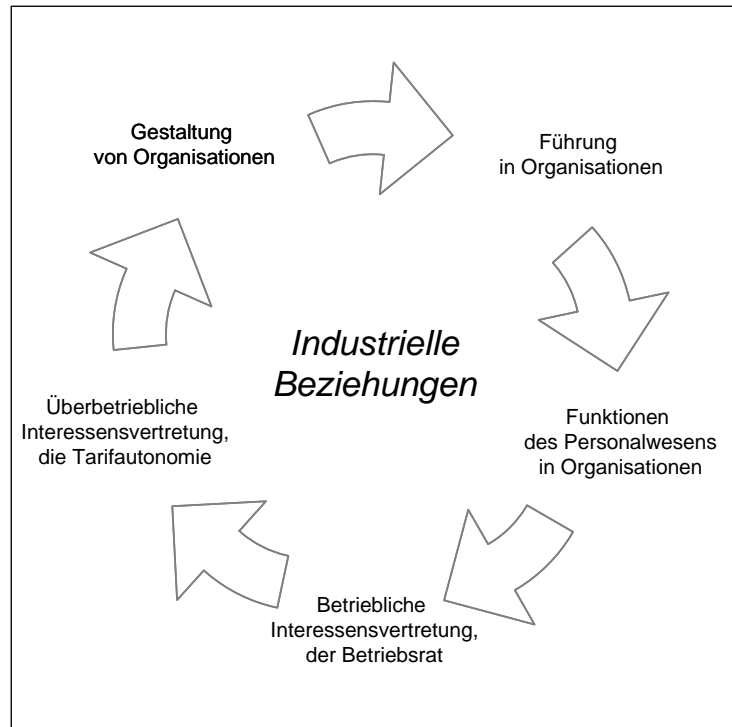 Gestaltung
von Organisationen
Führung
in Organisationen
Industrielle
Beziehungen
Funktionen
des Personalwesens
in Organisationen
Betriebliche
Interessensvertretung,
der Betriebsrat
Überbetriebliche
Interessensvertretung,
die Tarifautonomie